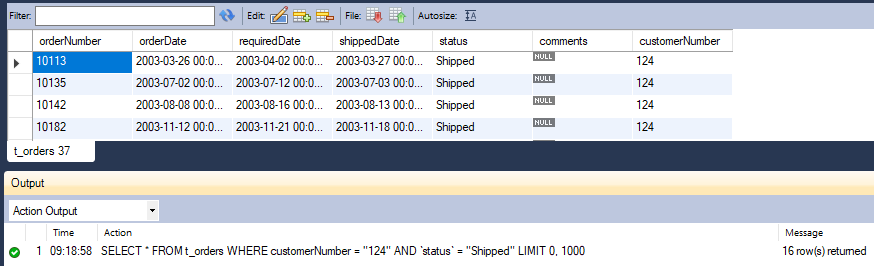 Filter: Edit: File: Autosize:
orderNumber orderDate requiredDate shippedDate status comments customerNumber
10113 2003-03-26 00:0... 2003-04-02 00:0... 2003-03-27 00:0... Shipped NULL 124
10135 2003-07-02 00:0... 2003-07-12 00:0... 2003-07-03 00:0... Shipped NULL 124
10142 2003-08-08 00:0... 2003-08-16 00:0... 2003-08-13 00:0... Shipped NULL 124
10182 2003-11-12 00:0... 2003-11-21 00:0... 2003-11-18 00:0... Shipped NULL 124
t_orders 37
Output
Action Output
Time Action Message
1 09:18:58 SELECT * FROM t_orders WHERE customerNumber = "124" AND `status` = "Shipped" LIMIT 0, 1000 16 row(s) returned